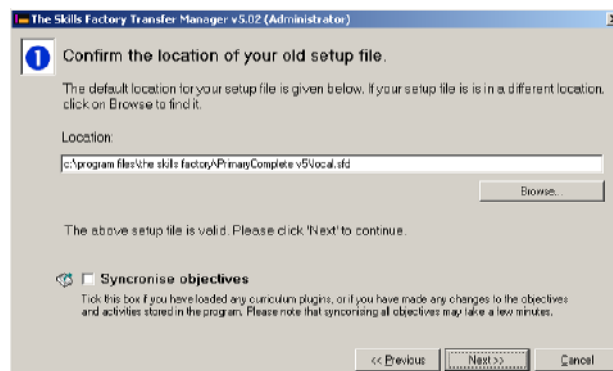 The Skills Factory Transfer Manager v5.02 (Administrator)
1
Confirm the location of your old setup file.
The default location for your setup file is given below. If your setup file is is in a different location,
click on Browse to find it.
Location:
c:\program files\the skills factory\PrimaryComplete v5\local.sfd
Browse...
The above setup file is valid. Please click 'Next' to continue.
Syncronise objectives
Tick this box if you have loaded any curriculum plugins, or if you have made any changes to the objectives
and activities stored in the program. Please note that syncronising all objectives may take a few minutes.
<< Previous
Next >>
Cancel